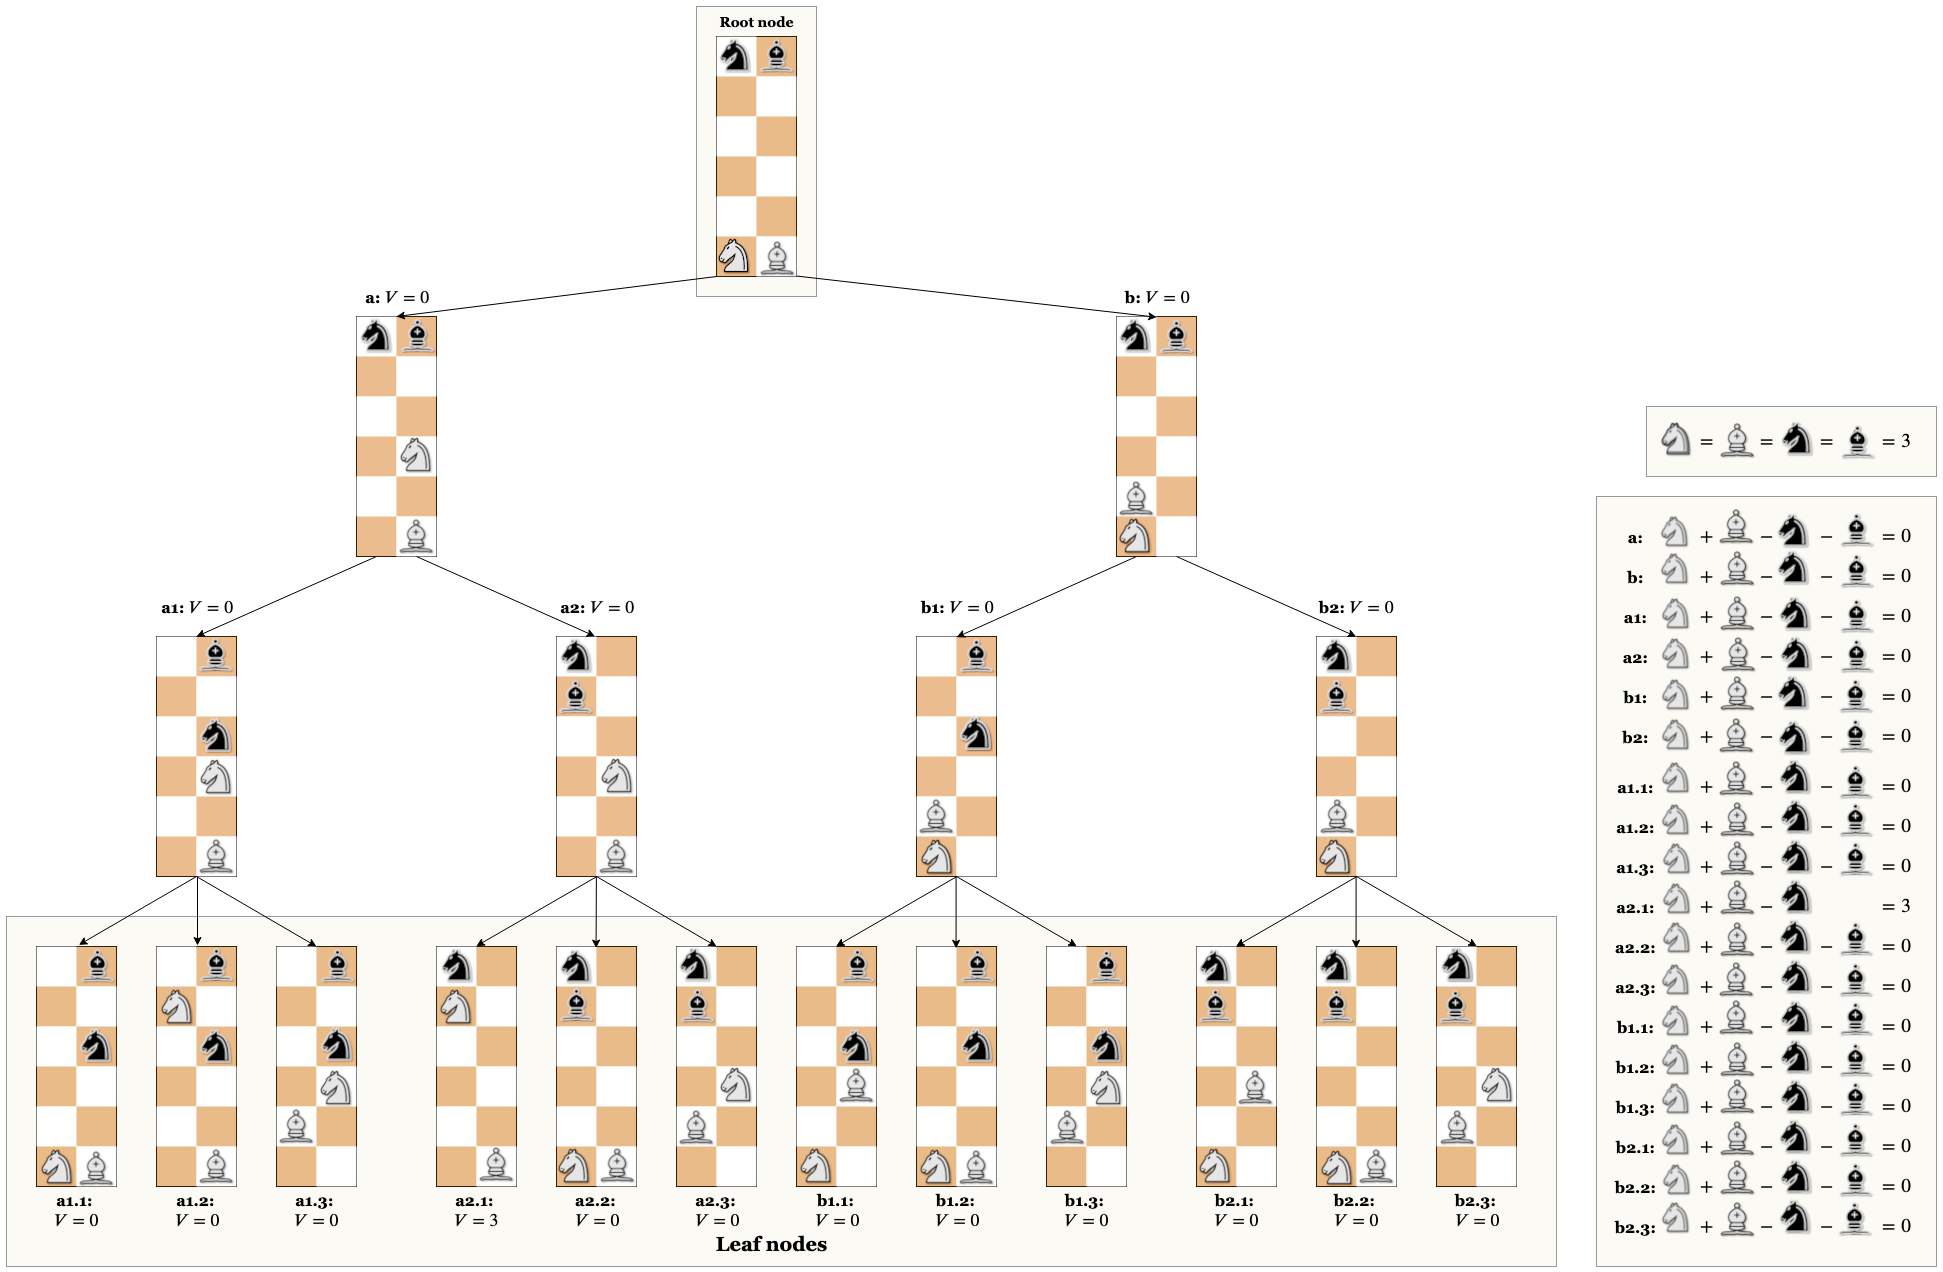 Root node
a: V = 0
b: V = 0
a1: V = 0
a2: V = 0
b1: V = 0
b2: V = 0
a1.1:
V = 0
a1.2:
V = 0
a1.3:
V = 0
a2.1:
V = 3
a2.2:
V = 0
a2.3:
V = 0
b1.1:
V = 0
b1.2:
V = 0
b1.3:
V = 0
b2.1:
V = 0
b2.2:
V = 0
b2.3:
V = 0
Leaf nodes
= = = = 3
a: + − − = 0
b: + − − = 0
a1: + − − = 0
a2: + − − = 0
b1: + − − = 0
b2: + − − = 0
a1.1: + − − = 0
a1.2: + − − = 0
a1.3: + − − = 0
a2.1: + − = 3
a2.2: + − − = 0
a2.3: + − − = 0
b1.1: + − − = 0
b1.2: + − − = 0
b1.3: + − − = 0
b2.1: + − − = 0
b2.2: + − − = 0
b2.3: + − − = 0